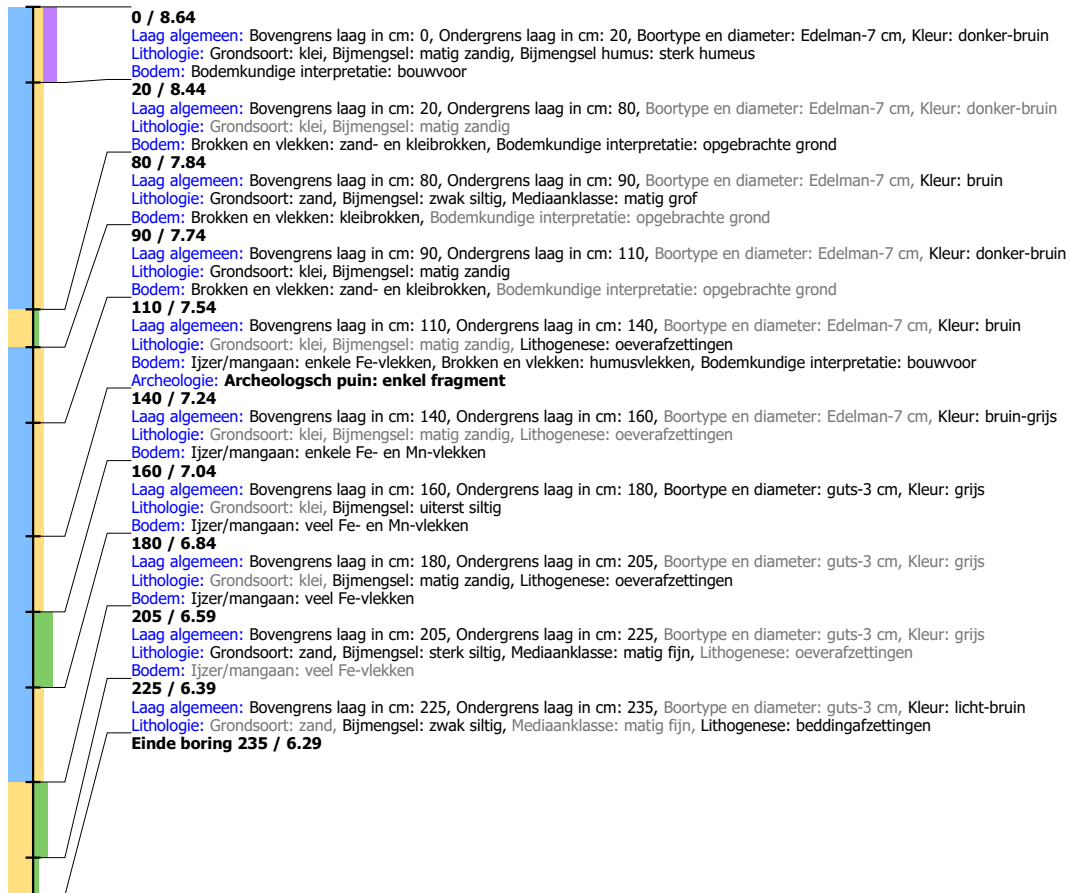 0 / 8.64
Laag algemeen: Bovengrens laag in cm: 0, Ondergrens laag in cm: 20, Boortype en diameter: Edelman-7 cm, Kleur: donker-bruin
Lithologie: Grondsoort: klei, Bijmengsel: matig zandig, Bijmengsel humus: sterk humeus
Bodem: Bodemkundige interpretatie: bouwvoor
20 / 8.44
Laag algemeen: Bovengrens laag in cm: 20, Ondergrens laag in cm: 80, Boortype en diameter: Edelman-7 cm, Kleur: donker-bruin
Lithologie: Grondsoort: klei, Bijmengsel: matig zandig
Bodem: Brokken en vlekken: zand- en kleibrokken, Bodemkundige interpretatie: opgebrachte grond
80 / 7.84
Laag algemeen: Bovengrens laag in cm: 80, Ondergrens laag in cm: 90, Boortype en diameter: Edelman-7 cm, Kleur: bruin
Lithologie: Grondsoort: zand, Bijmengsel: zwak siltig, Mediaanklasse: matig grof
Bodem: Brokken en vlekken: kleibrokken, Bodemkundige interpretatie: opgebrachte grond
90 / 7.74
Laag algemeen: Bovengrens laag in cm: 90, Ondergrens laag in cm: 110, Boortype en diameter: Edelman-7 cm, Kleur: donker-bruin
Lithologie: Grondsoort: klei, Bijmengsel: matig zandig
Bodem: Brokken en vlekken: zand- en kleibrokken, Bodemkundige interpretatie: opgebrachte grond
110 / 7.54
Laag algemeen: Bovengrens laag in cm: 110, Ondergrens laag in cm: 140, Boortype en diameter: Edelman-7 cm, Kleur: bruin
Lithologie: Grondsoort: klei, Bijmengsel: matig zandig, Lithogenese: oeverafzettingen
Bodem: Ijzer/mangaan: enkele Fe-vlekken, Brokken en vlekken: humusvlekken, Bodemkundige interpretatie: bouwvoor
Archeologie: Archeologsch puin: enkel fragment
140 / 7.24
Laag algemeen: Bovengrens laag in cm: 140, Ondergrens laag in cm: 160, Boortype en diameter: Edelman-7 cm, Kleur: bruin-grijs
Lithologie: Grondsoort: klei, Bijmengsel: matig zandig, Lithogenese: oeverafzettingen
Bodem: Ijzer/mangaan: enkele Fe- en Mn-vlekken
160 / 7.04
Laag algemeen: Bovengrens laag in cm: 160, Ondergrens laag in cm: 180, Boortype en diameter: guts-3 cm, Kleur: grijs
Lithologie: Grondsoort: klei, Bijmengsel: uiterst siltig
Bodem: Ijzer/mangaan: veel Fe- en Mn-vlekken
180 / 6.84
Laag algemeen: Bovengrens laag in cm: 180, Ondergrens laag in cm: 205, Boortype en diameter: guts-3 cm, Kleur: grijs
Lithologie: Grondsoort: klei, Bijmengsel: matig zandig, Lithogenese: oeverafzettingen
Bodem: Ijzer/mangaan: veel Fe-vlekken
205 / 6.59
Laag algemeen: Bovengrens laag in cm: 205, Ondergrens laag in cm: 225, Boortype en diameter: guts-3 cm, Kleur: grijs
Lithologie: Grondsoort: zand, Bijmengsel: sterk siltig, Mediaanklasse: matig fijn, Lithogenese: oeverafzettingen
Bodem: Ijzer/mangaan: veel Fe-vlekken
225 / 6.39
Laag algemeen: Bovengrens laag in cm: 225, Ondergrens laag in cm: 235, Boortype en diameter: guts-3 cm, Kleur: licht-bruin
Lithologie: Grondsoort: zand, Bijmengsel: zwak siltig, Mediaanklasse: matig fijn, Lithogenese: beddingafzettingen
Einde boring 235 / 6.29